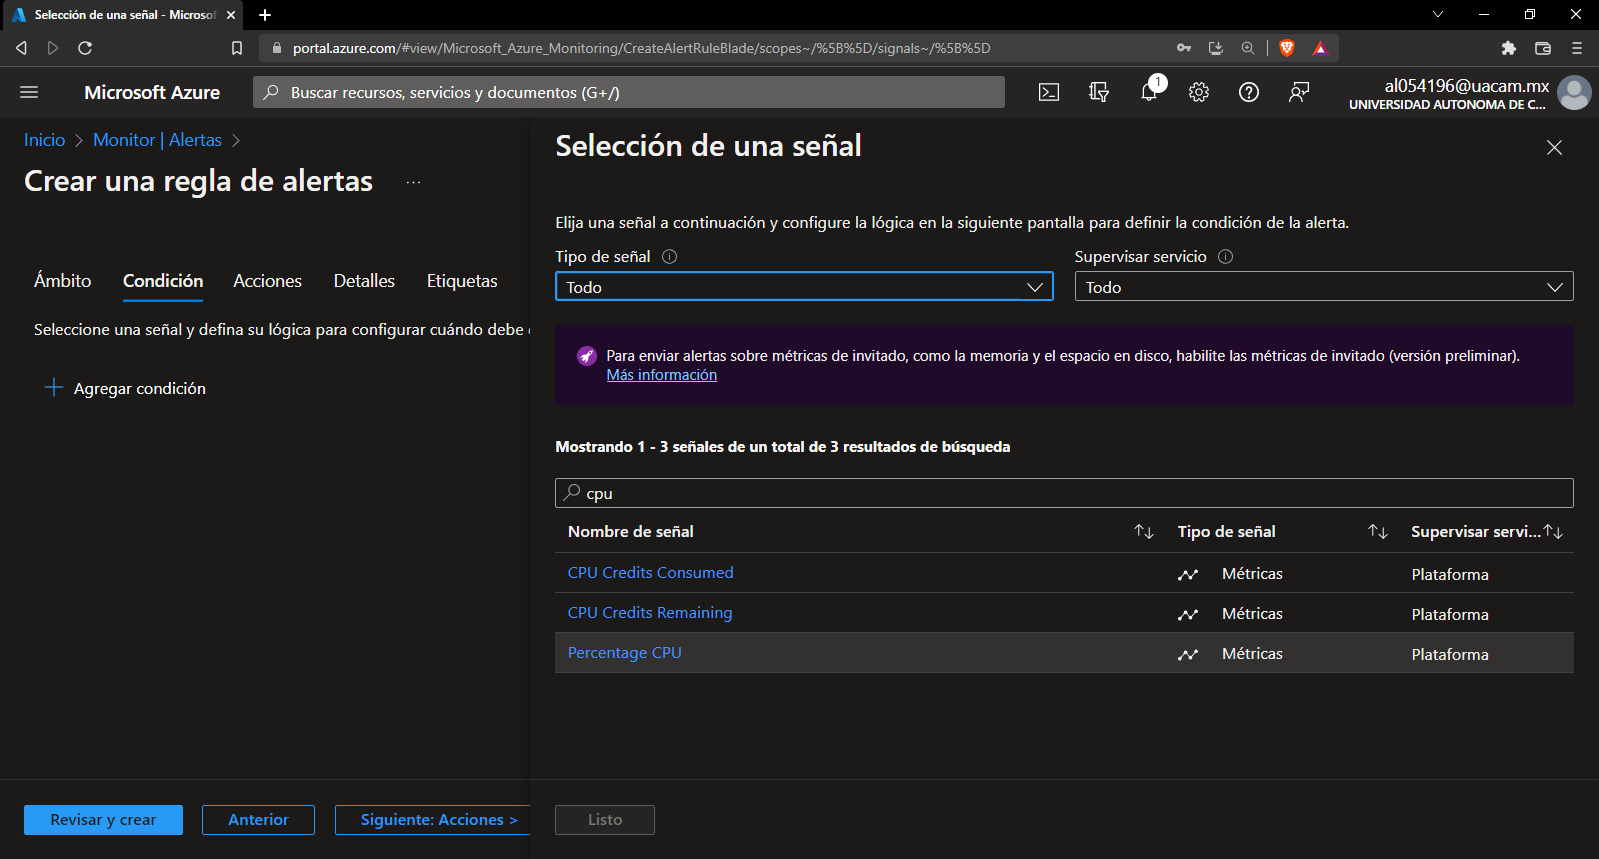 Selección de una señal - Microsof
portal.azure.com/#view/Microsoft_Azure_Monitoring/CreateAlertRuleBlade/scopes~/%5B%5D/signals~/%5B%5D
Microsoft Azure
Buscar recursos, servicios y documentos (G+/)
1
al054196@uacam.mx
UNIVERSIDAD AUTONOMA DE C...
Inicio > Monitor | Alertas >
Crear una regla de alertas ...
Ámbito Condición Acciones Detalles Etiquetas
Seleccione una señal y defina su lógica para configurar cuándo debe
+ Agregar condición
Revisar y crear Anterior Siguiente: Acciones >
Selección de una señal
Elija una señal a continuación y configure la lógica en la siguiente pantalla para definir la condición de la alerta.
Tipo de señal Supervisar servicio
Todo Todo
Para enviar alertas sobre métricas de invitado, como la memoria y el espacio en disco, habilite las métricas de invitado (versión preliminar).
Más información
Mostrando 1 - 3 señales de un total de 3 resultados de búsqueda
cpu
Nombre de señal Tipo de señal Supervisar servi...
CPU Credits Consumed Métricas Plataforma
CPU Credits Remaining Métricas Plataforma
Percentage CPU Métricas Plataforma
Listo